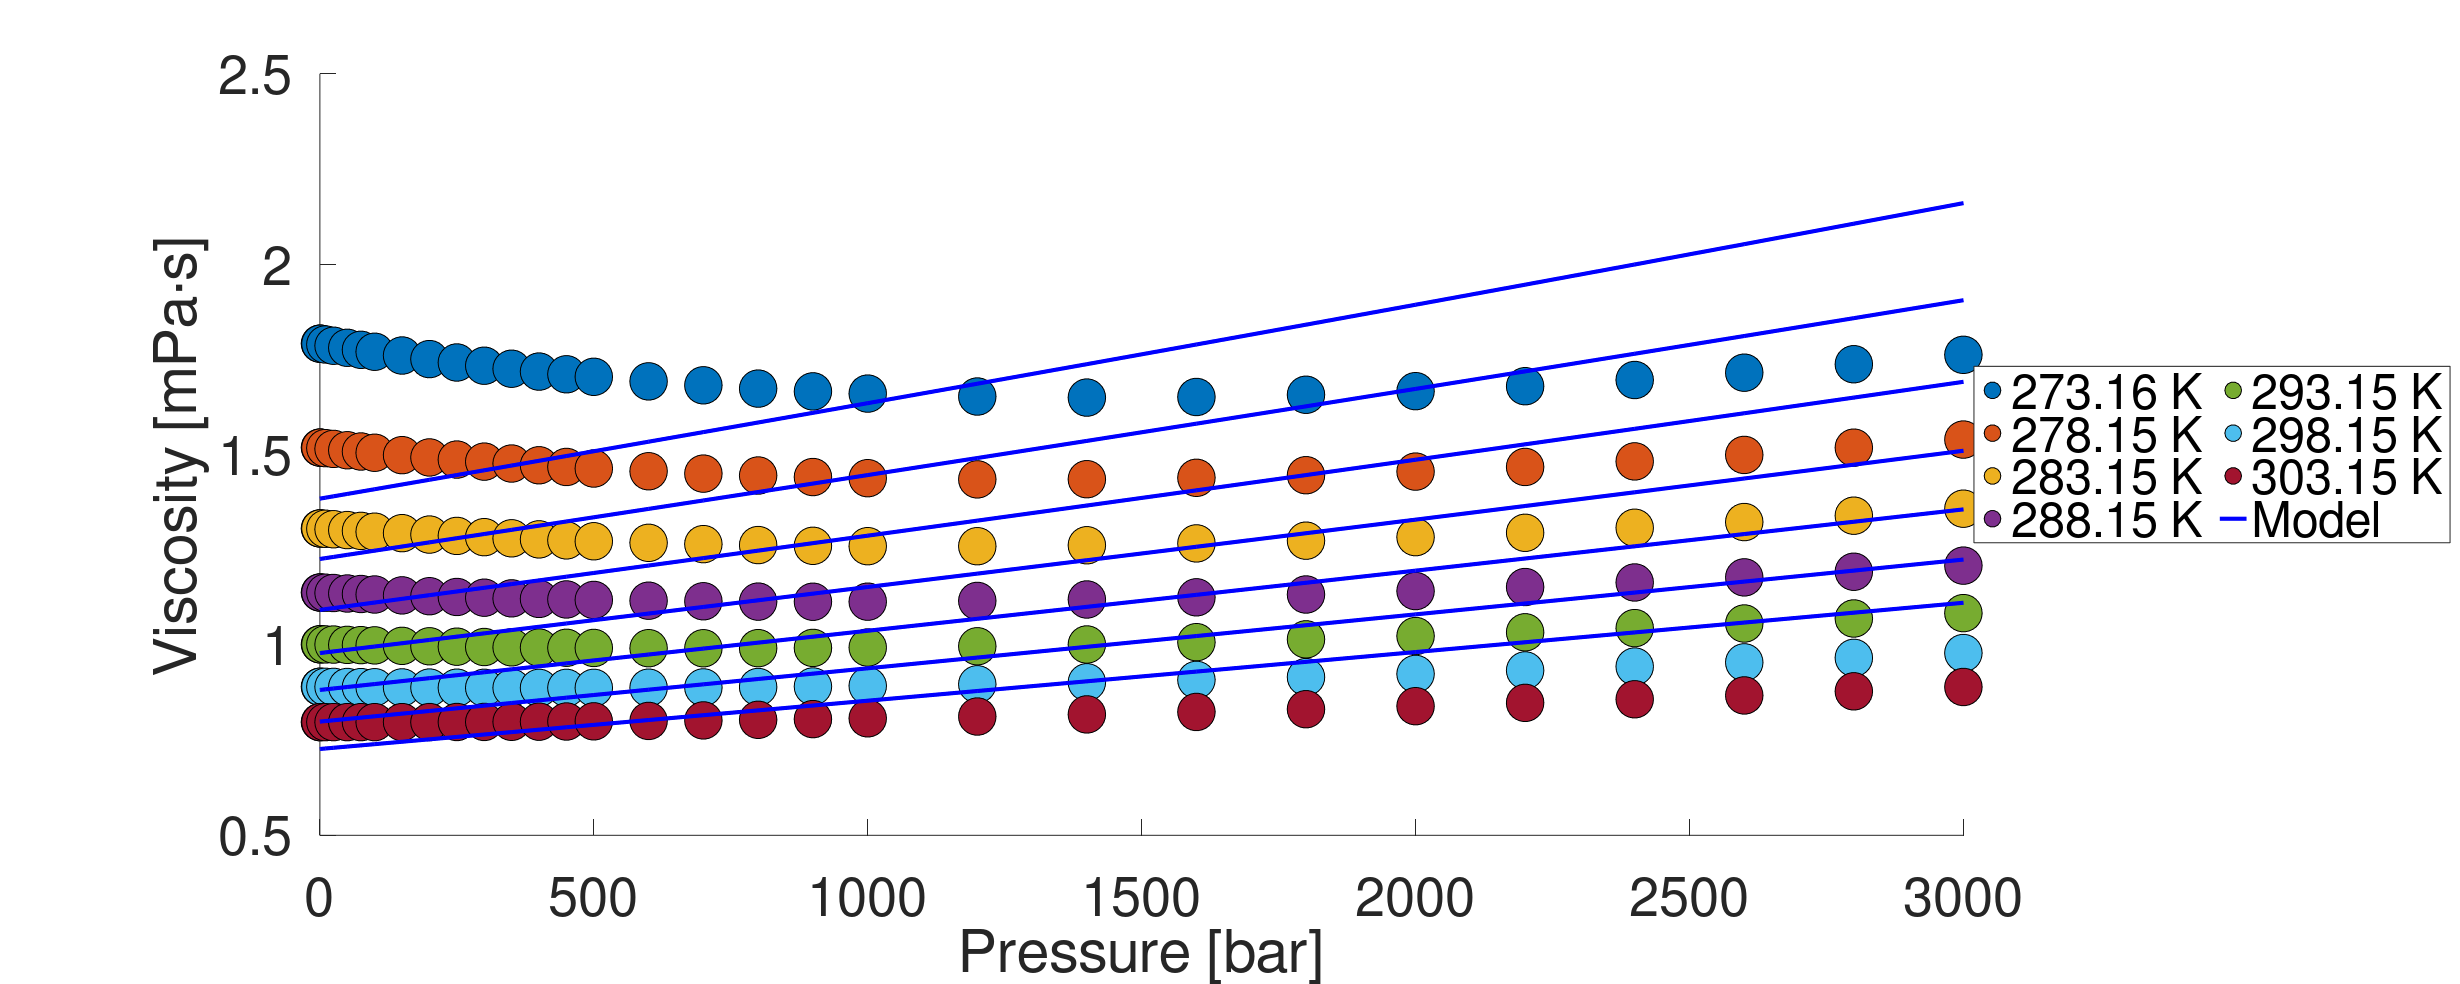 2.5
2
1.5
1
0.5
Viscosity [mPa·s]
0 500 1000 1500 2000 2500 3000
Pressure [bar]
273.16 K 293.15 K
278.15 K 298.15 K
283.15 K 303.15 K
288.15 K Model